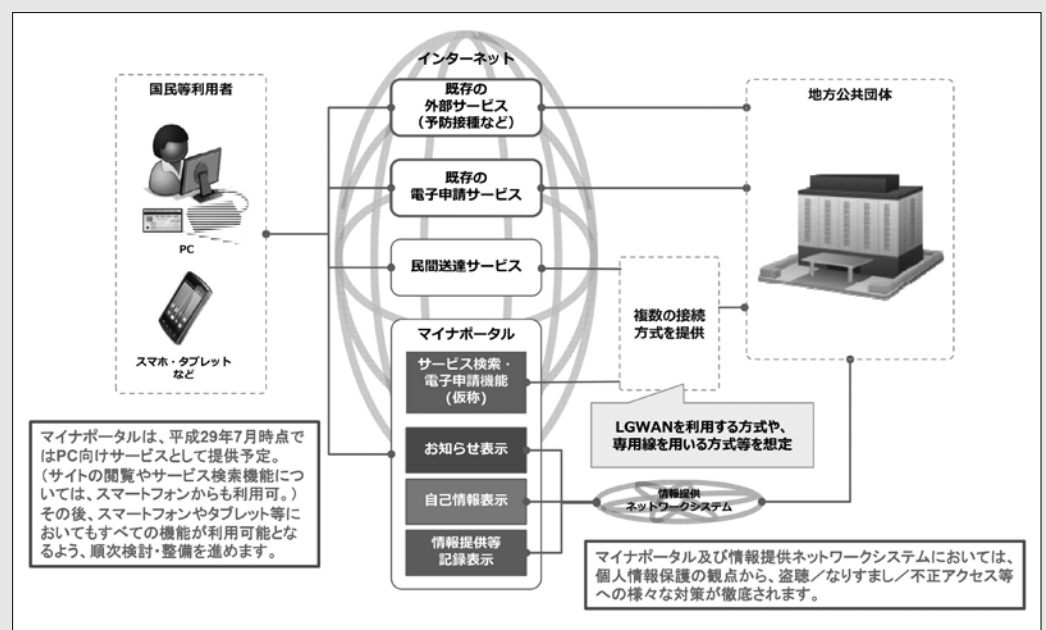 インターネット
国民等利用者
PC
スマホ・タブレット
など
既存の
外部サービス
（予防接種など）
既存の
電子申請サービス
民間送達サービス
マイナポータル
サービス検索・
電子申請機能
(仮称)
お知らせ表示
自己情報表示
情報提供等
記録表示
複数の接続
方式を提供
LGWANを利用する方式や、
専用線を用いる方式等を想定
情報提供
ネットワークシステム
地方公共団体
マイナポータルは、平成29年7月時点で
はPC向けサービスとして提供予定。
（サイトの閲覧やサービス検索機能につ
いては、スマートフォンからも利用可。）
その後、スマートフォンやタブレット等に
おいてもすべての機能が利用可能とな
るよう、順次検討・整備を進めます。
マイナポータル及び情報提供ネットワークシステムにおいては、
個人情報保護の観点から、盗聴／なりすまし／不正アクセス等
への様々な対策が徹底されます。